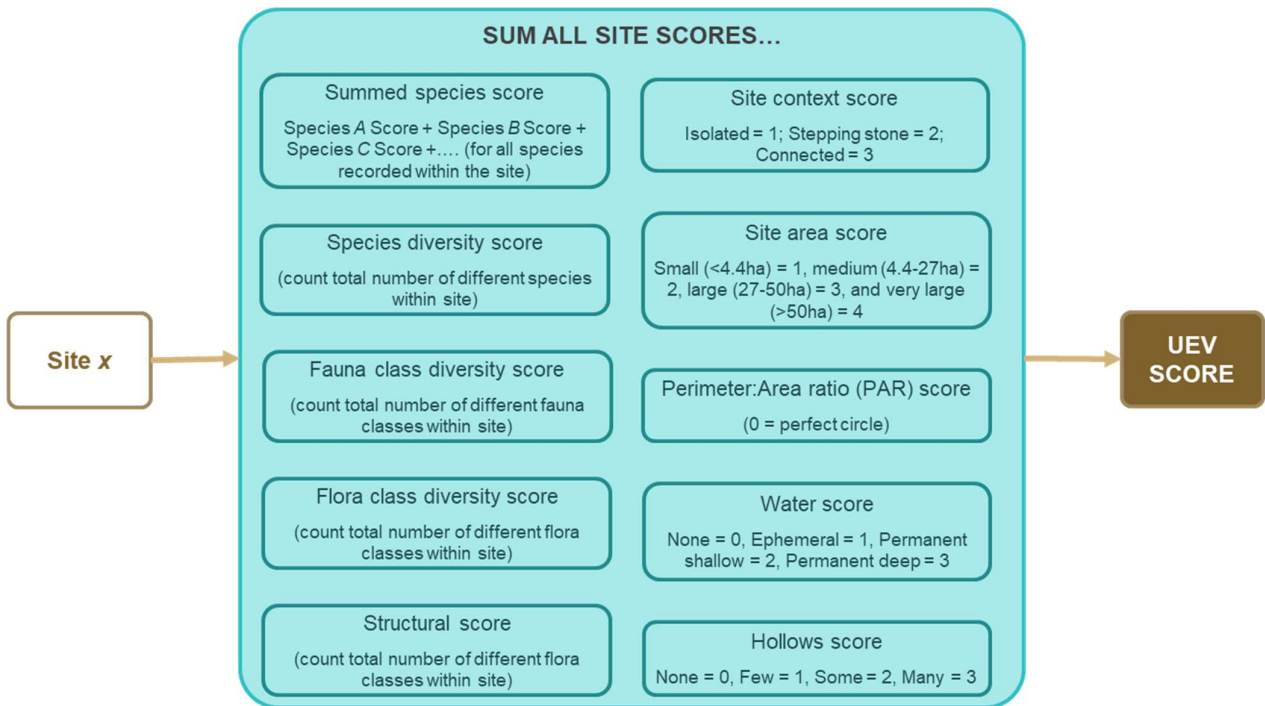 SUM ALL SITE SCORES…
Site x
Summed species score
Species A Score + Species B Score +
Species C Score +…. (for all species
recorded within the site)
Species diversity score
(count total number of different species
within site)
Fauna class diversity score
(count total number of different fauna
classes within site)
Flora class diversity score
(count total number of different flora
classes within site)
Structural score
(count total number of different flora
classes within site)
Site context score
Isolated = 1; Stepping stone = 2;
Connected = 3
Site area score
Small (<4.4ha) = 1, medium (4.4-27ha) =
2, large (27-50ha) = 3, and very large
(>50ha) = 4
Perimeter:Area ratio (PAR) score
(0 = perfect circle)
Water score
None = 0, Ephemeral = 1, Permanent
shallow = 2, Permanent deep = 3
Hollows score
None = 0, Few = 1, Some = 2, Many = 3
UEV
SCORE